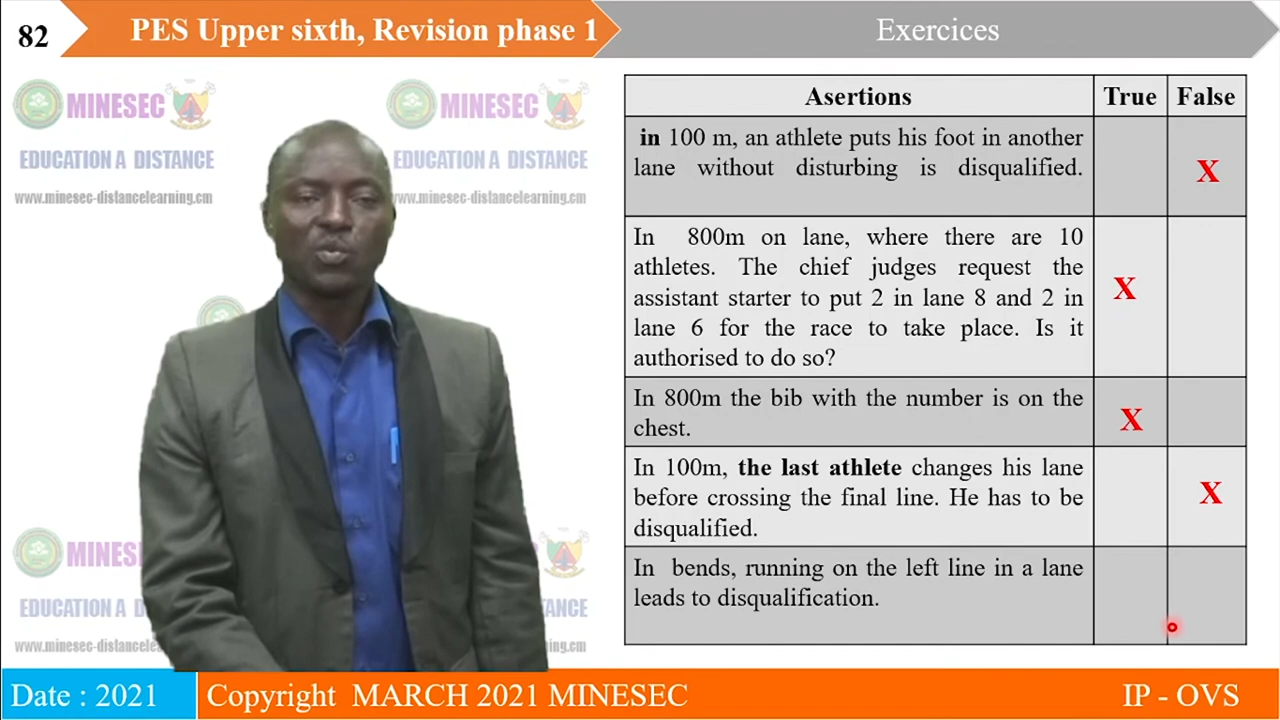 82
PES Upper sixth, Revision phase 1
Exercices
MINESEC
EDUCATION A DISTANCE
www.minesec-distancelearning.cm
MINESEC
EDUCATION A DISTANCE
www.minesec-distancelearning.cm
Asertions True False
in 100 m, an athlete puts his foot in another
lane without disturbing is disqualified.
X
In 800m on lane, where there are 10
athletes. The chief judges request the
assistant starter to put 2 in lane 8 and 2 in
lane 6 for the race to take place. Is it
authorised to do so?
X
In 800m the bib with the number is on the
chest.
X
In 100m, the last athlete changes his lane
before crossing the final line. He has to be
disqualified.
X
In bends, running on the left line in a lane
leads to disqualification.
Date : 2021
Copyright MARCH 2021 MINESEC
IP - OVS